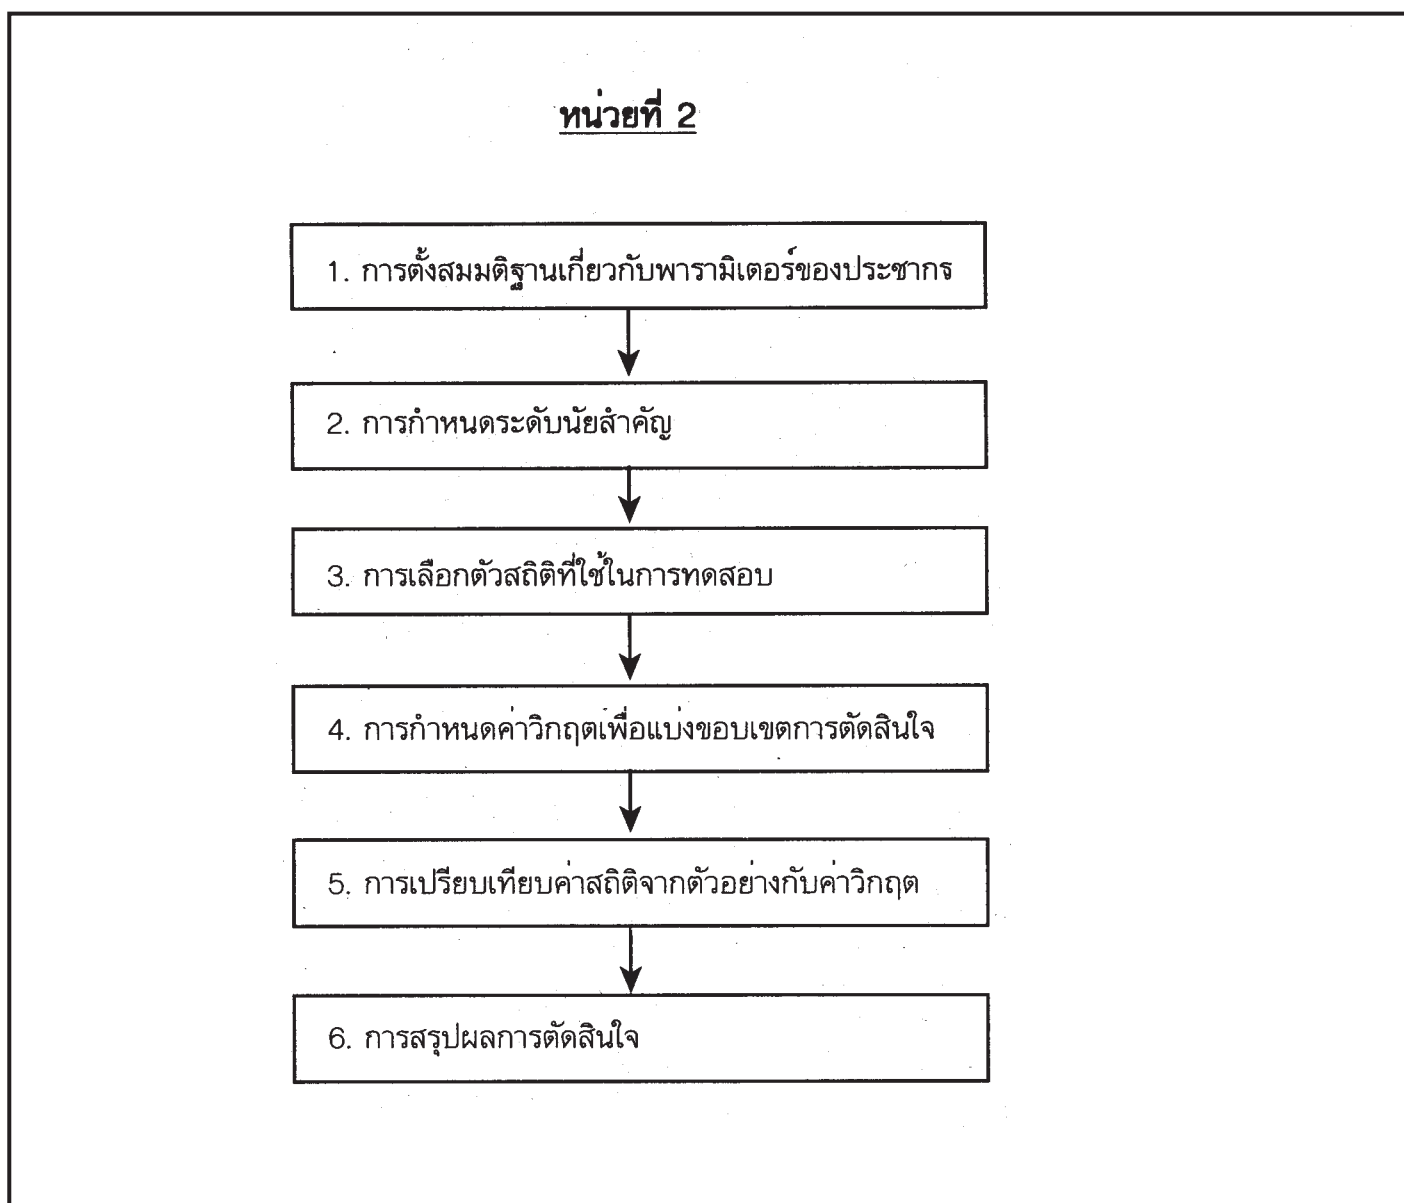 หน่วยที่ 2
1. การตั้งสมมติฐานเกี่ยวกับพารามิเตอร์ของประชากร
2. การกำหนดระดับนัยสำคัญ
3. การเลือกตัวสถิติที่ใช้ในการทดสอบ
4. การกำหนดค่าวิกฤตเพื่อแบ่งขอบเขตการตัดสินใจ
5. การเปรียบเทียบค่าสถิติจากตัวอย่างกับค่าวิกฤต
6. การสรุปผลการตัดสินใจ